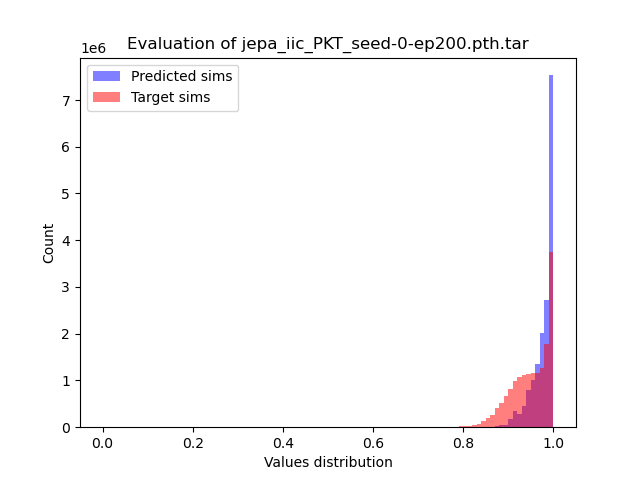 Evaluation of jepa_iic_PKT_seed-0-ep200.pth.tar
1e6
Predicted sims
Target sims
7
6
5
4
3
2
1
0
Count
0.0 0.2 0.4 0.6 0.8 1.0
Values distribution